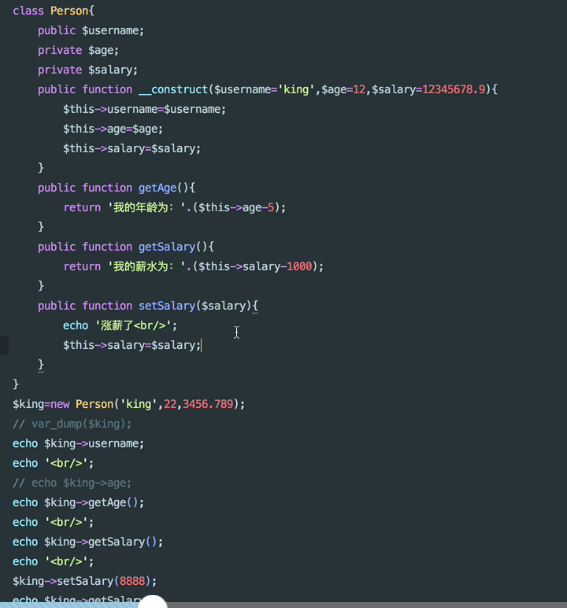 class Person{
    public $username;
    private $age;
    private $salary;
    public function __construct($username='king',$age=12,$salary=12345678.9){
        $this->username=$username;
        $this->age=$age;
        $this->salary=$salary;
    }
    public function getAge(){
        return '我的年龄为：'.($this->age-5);
    }
    public function getSalary(){
        return '我的薪水为：'.($this->salary-1000);
    }
    public function setSalary($salary){
        echo '涨薪了<br/>';
        $this->salary=$salary;
    }
}
$king=new Person('king',22,3456.789);
// var_dump($king);
echo $king->username;
echo '<br/>';
// echo $king->age;
echo $king->getAge();
echo '<br/>';
echo $king->getSalary();
echo '<br/>';
$king->setSalary(8888);
echo $king->getSalar